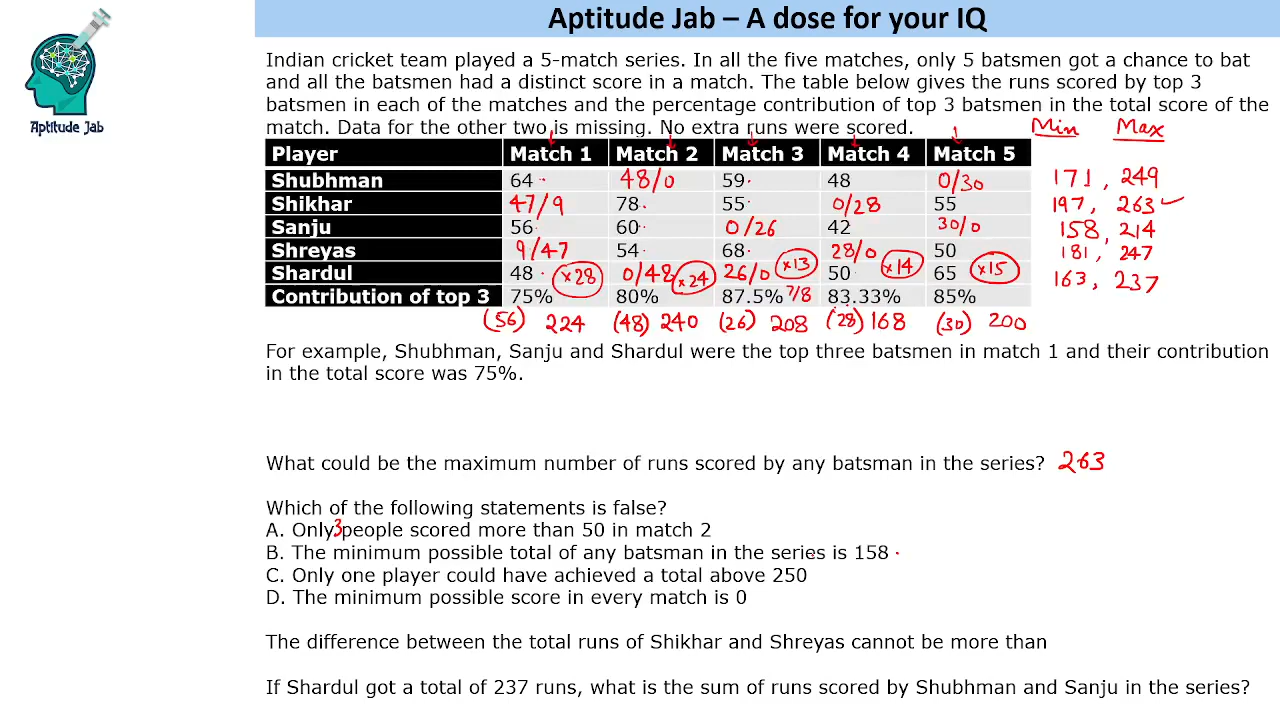 Aptitude Jab – A dose for your IQ
Aptitude Jab
Indian cricket team played a 5-match series. In all the five matches, only 5 batsmen got a chance to bat
and all the batsmen had a distinct score in a match. The table below gives the runs scored by top 3
batsmen in each of the matches and the percentage contribution of top 3 batsmen in the total score of the
match. Data for the other two is missing. No extra runs were scored. Min Max
Player Match 1 Match 2 Match 3 Match 4 Match 5
Shubhman 64 48/0 59 48 0/30 171, 249
Shikhar 47/9 78 55 0/28 55 197, 263
Sanju 56 60 0/26 42 30/0 158, 214
Shreyas 9/47 54 68 28/0 50 181, 247
Shardul 48 ×28 0/48 ×24 26/0 ×13 50 ×14 65 ×15 163, 237
Contribution of top 3 75% 80% 87.5% 7/8 83.33% 85%
(56) 224 (48) 240 (26) 208 (28) 168 (30) 200
For example, Shubhman, Sanju and Shardul were the top three batsmen in match 1 and their contribution
in the total score was 75%.
What could be the maximum number of runs scored by any batsman in the series? 263
Which of the following statements is false?
A. Only 3 people scored more than 50 in match 2
B. The minimum possible total of any batsman in the series is 158
C. Only one player could have achieved a total above 250
D. The minimum possible score in every match is 0
The difference between the total runs of Shikhar and Shreyas cannot be more than
If Shardul got a total of 237 runs, what is the sum of runs scored by Shubhman and Sanju in the series?